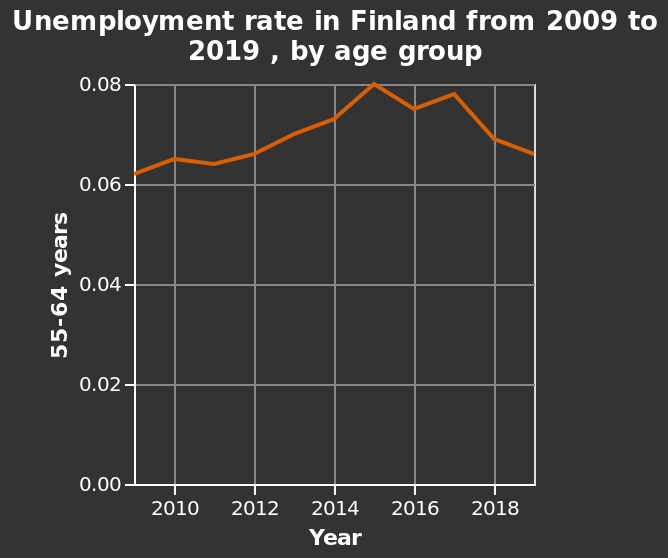 Unemployment rate in Finland from 2009 to
2019 , by age group
0.08
0.06
0.04
0.02
0.00
55-64 years
2010 2012 2014 2016 2018
Year